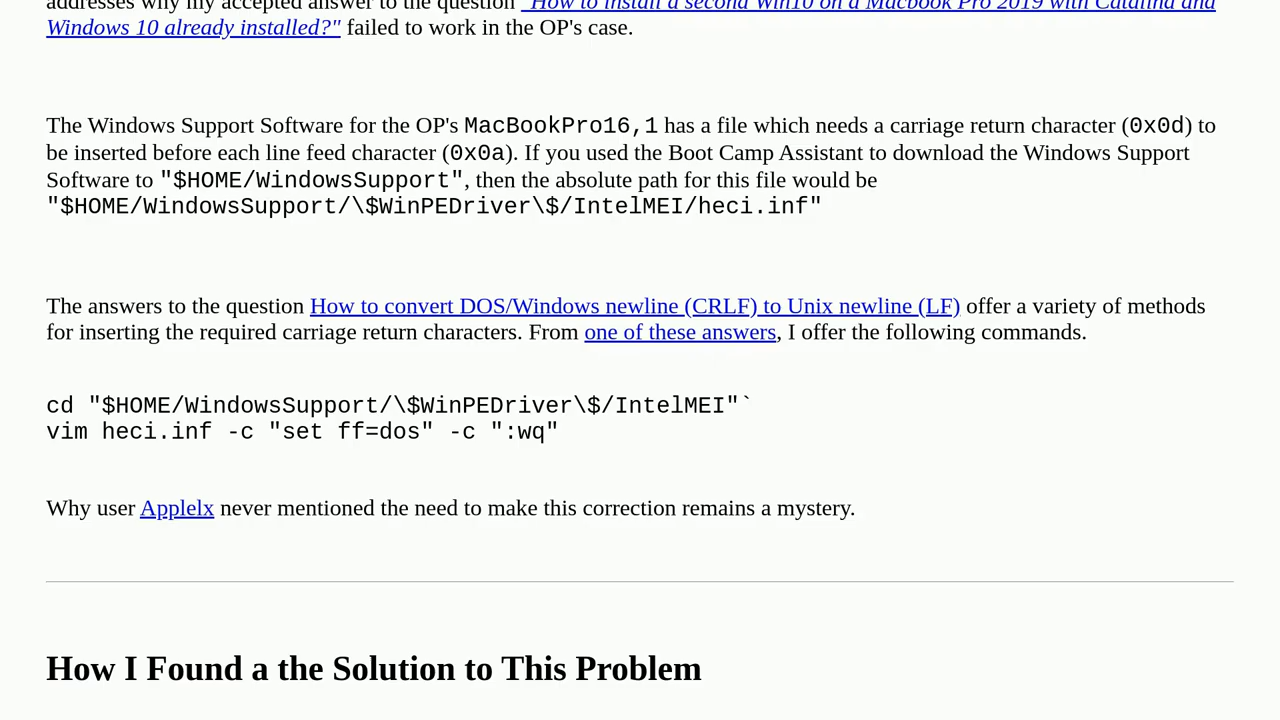 addresses why my accepted answer to the question "How to install a second Win10 on a Macbook Pro 2019 with Catalina and
Windows 10 already installed?" failed to work in the OP's case.
The Windows Support Software for the OP's MacBookPro16,1 has a file which needs a carriage return character (0x0d) to
be inserted before each line feed character (0x0a). If you used the Boot Camp Assistant to download the Windows Support
Software to "$HOME/WindowsSupport", then the absolute path for this file would be
"$HOME/WindowsSupport/\$WinPEDriver\$/IntelMEI/heci.inf"
The answers to the question How to convert DOS/Windows newline (CRLF) to Unix newline (LF) offer a variety of methods
for inserting the required carriage return characters. From one of these answers, I offer the following commands.
cd "$HOME/WindowsSupport/\$WinPEDriver\$/IntelMEI"`
vim heci.inf -c "set ff=dos" -c ":wq"
Why user Applelx never mentioned the need to make this correction remains a mystery.
How I Found a the Solution to This Problem